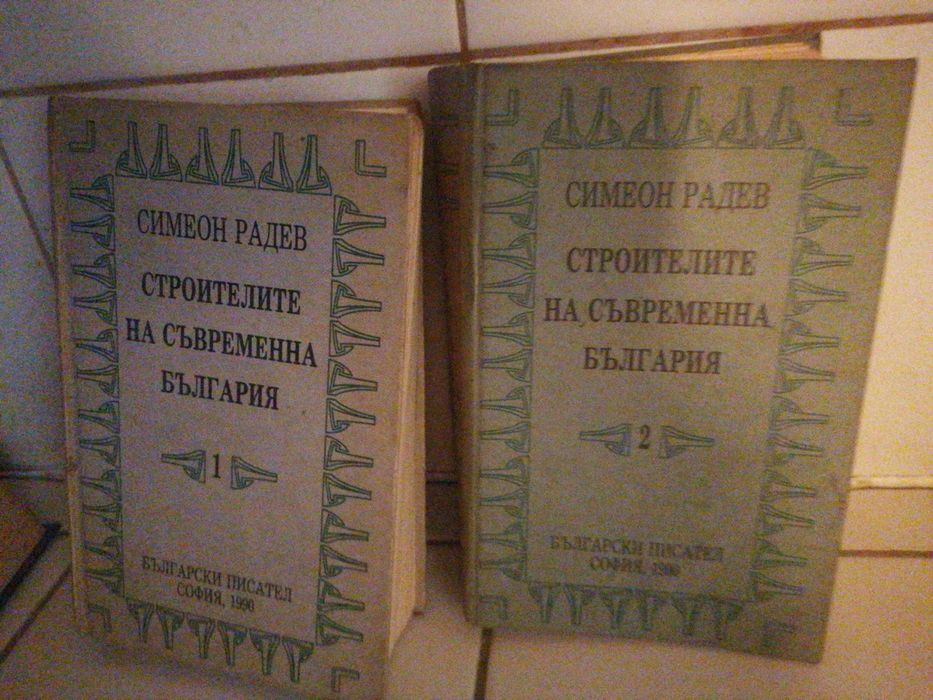 СИМЕОН РАДЕВ
СТРОИТЕЛИТЕ
НА СЪВРЕМЕННА
БЪЛГАРИЯ
1
БЪЛГАРСКИ ПИСАТЕЛ
СОФИЯ, 1990
СИМЕОН РАДЕВ
СТРОИТЕЛИТЕ
НА СЪВРЕМЕННА
БЪЛГАРИЯ
2
БЪЛГАРСКИ ПИСАТЕЛ
СОФИЯ, 1990